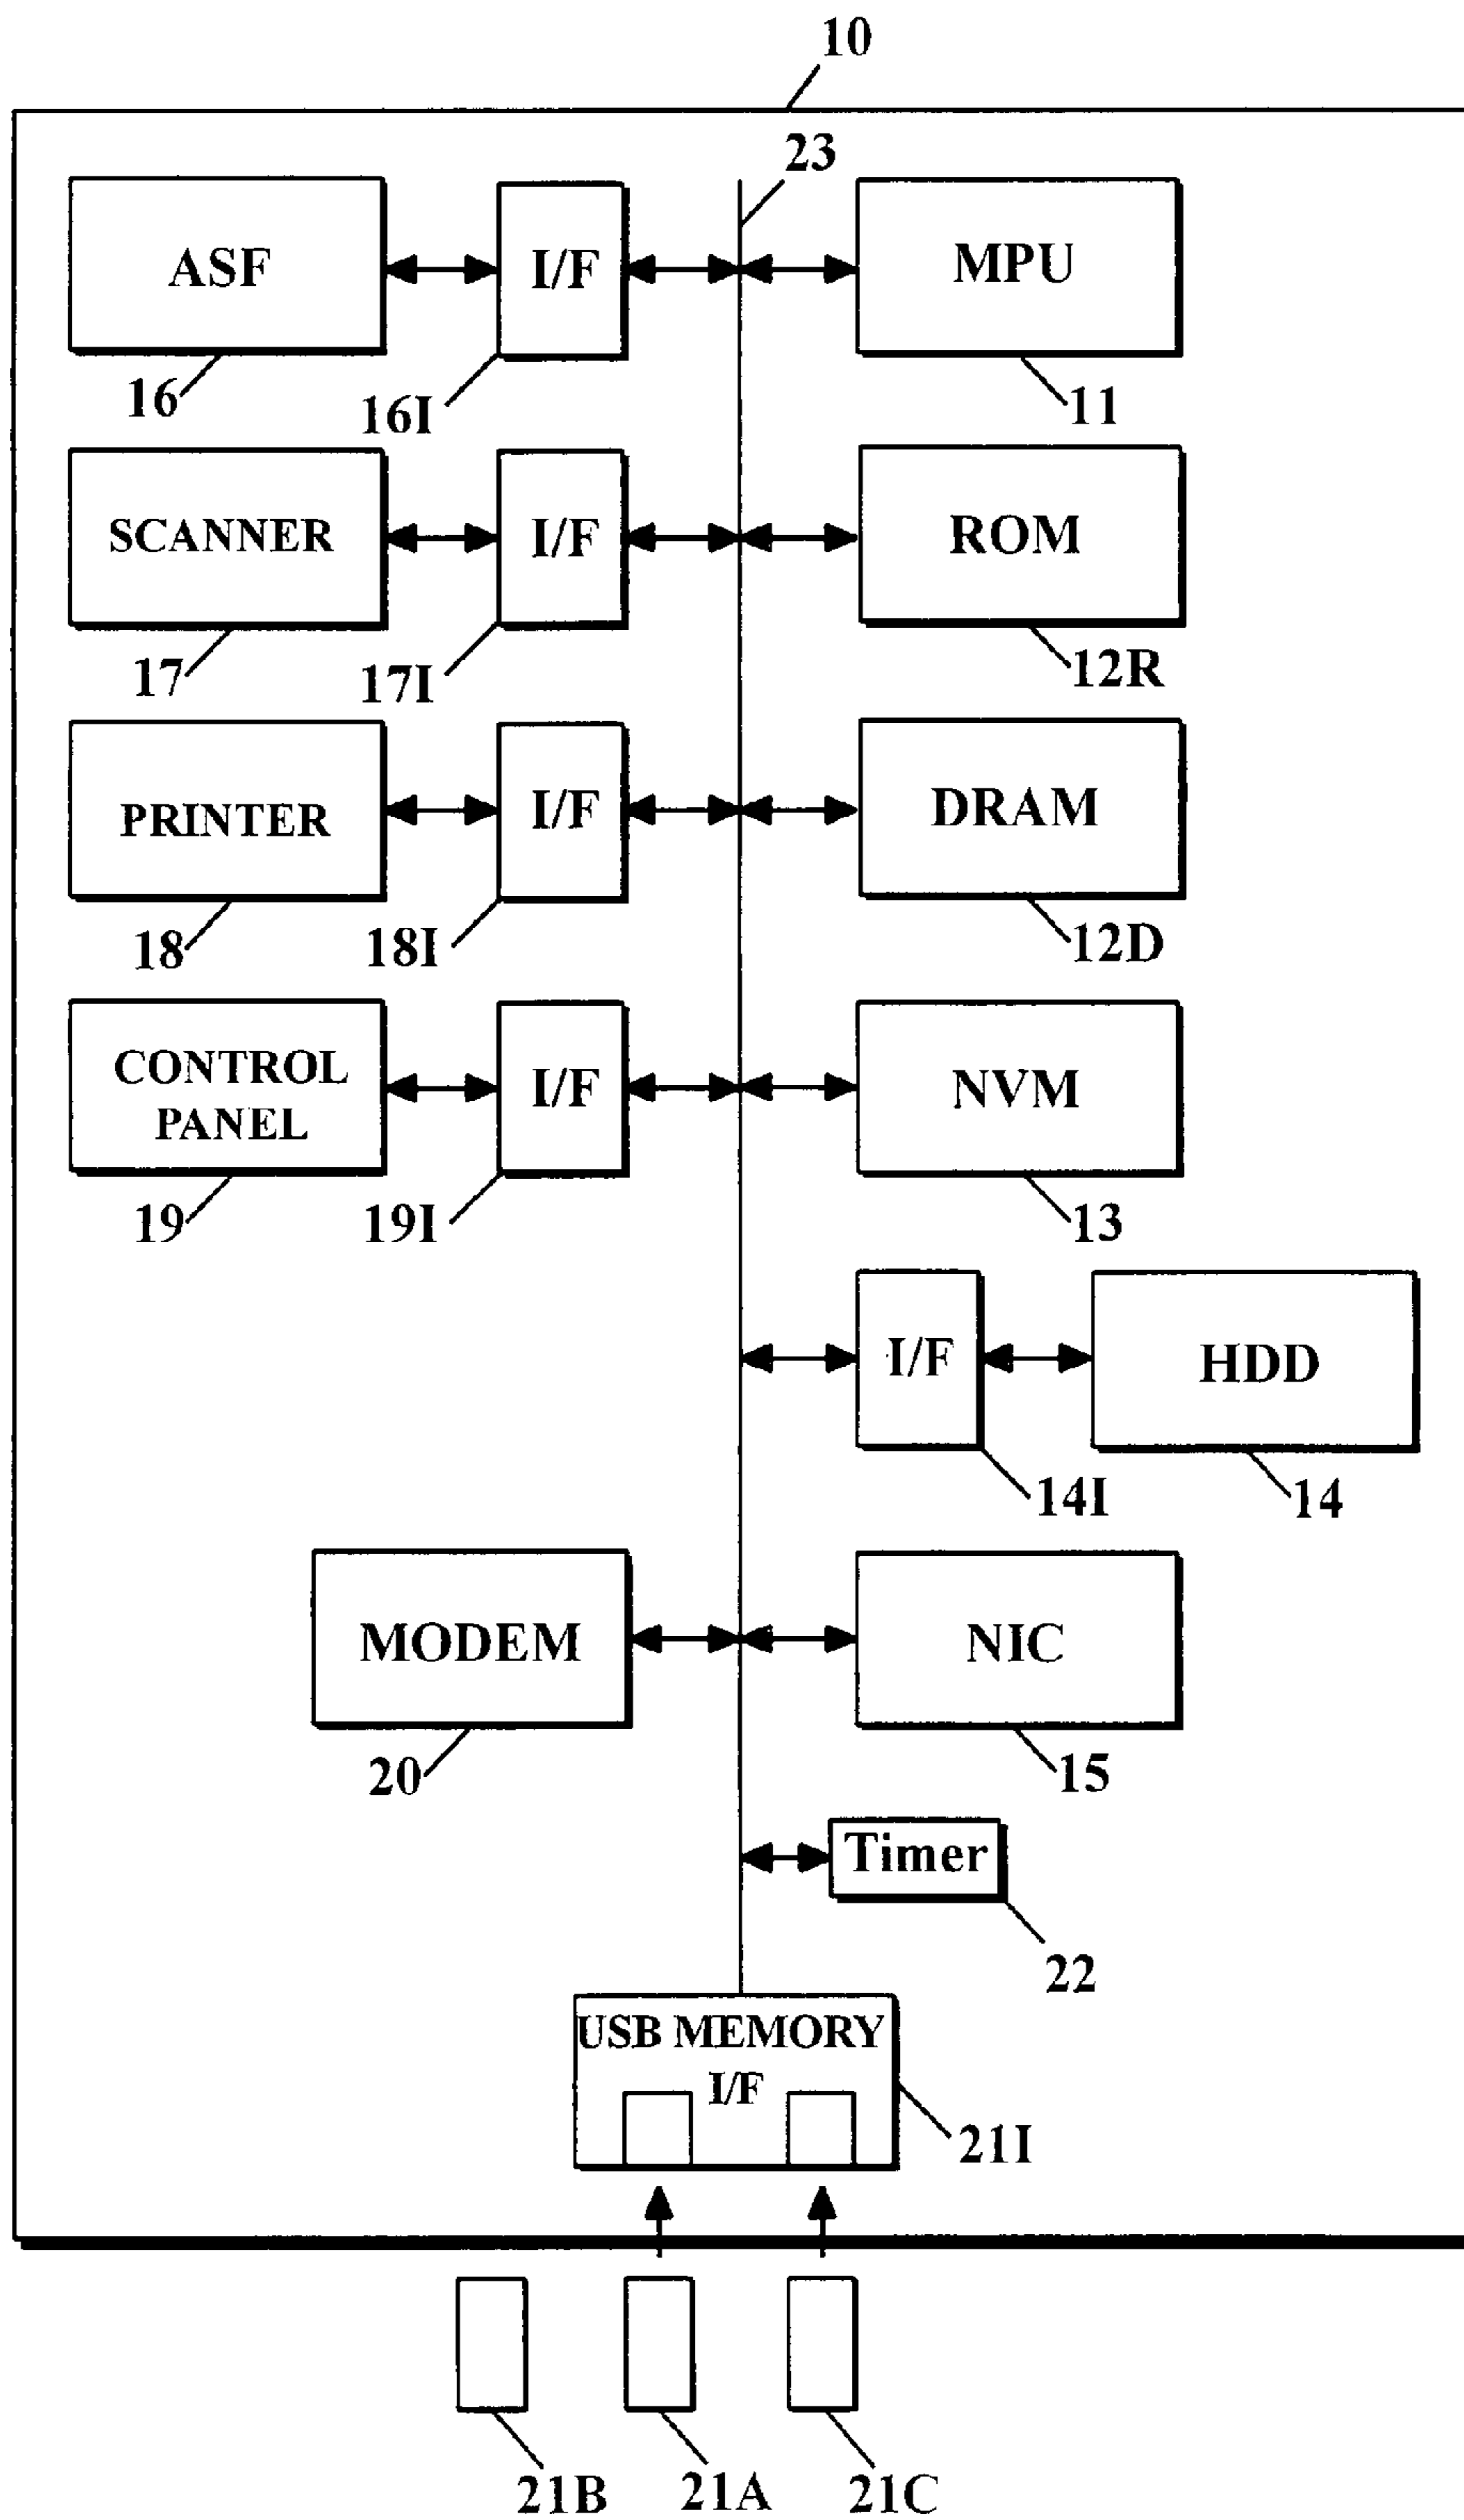 10
23
ASF
I/F
MPU
16
16I
11
SCANNER
I/F
ROM
17
17I
12R
PRINTER
I/F
DRAM
18
18I
12D
CONTROL
PANEL
I/F
NVM
19
19I
13
I/F
HDD
14I
14
MODEM
NIC
20
15
Timer
22
USB MEMORY
I/F
21I
21B
21A
21C